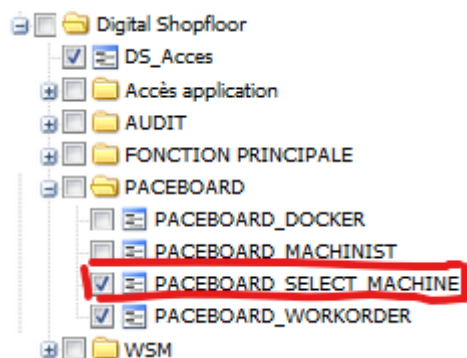 Digital Shopfloor
DS_Acces
Accès application
AUDIT
FONCTION PRINCIPALE
PACEBOARD
PACEBOARD_DOCKER
PACEBOARD_MACHINIST
PACEBOARD_SELECT_MACHINE
PACEBOARD_WORKORDER
WSM